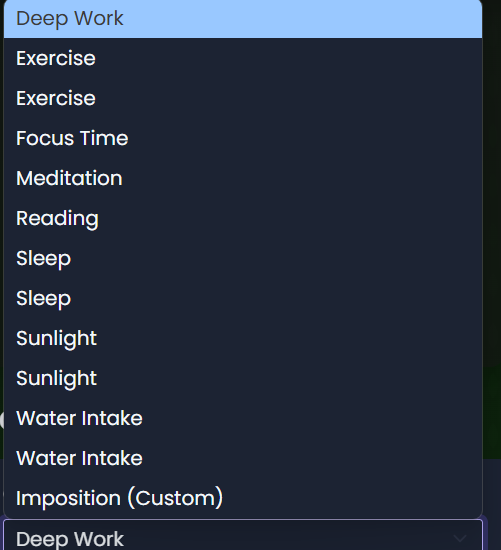 Deep Work
Exercise
Exercise
Focus Time
Meditation
Reading
Sleep
Sleep
Sunlight
Sunlight
Water Intake
Water Intake
Imposition (Custom)
Deep Work